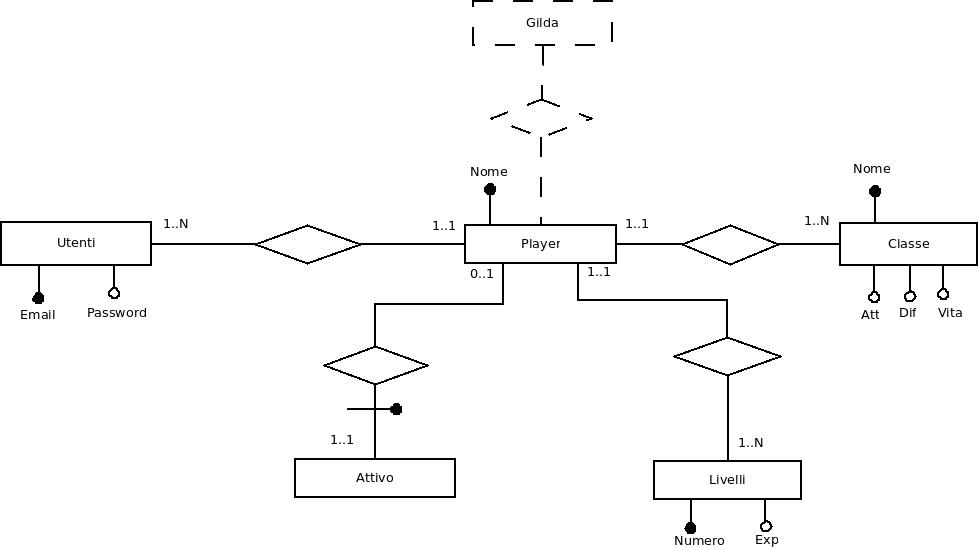 Gilda
Nome
Nome
1..N
1..1
1..1
1..N
Utenti
Player
Classe
0..1
1..1
Email
Password
Att
Dif
Vita
1..1
1..N
Attivo
Livelli
Numero
Exp